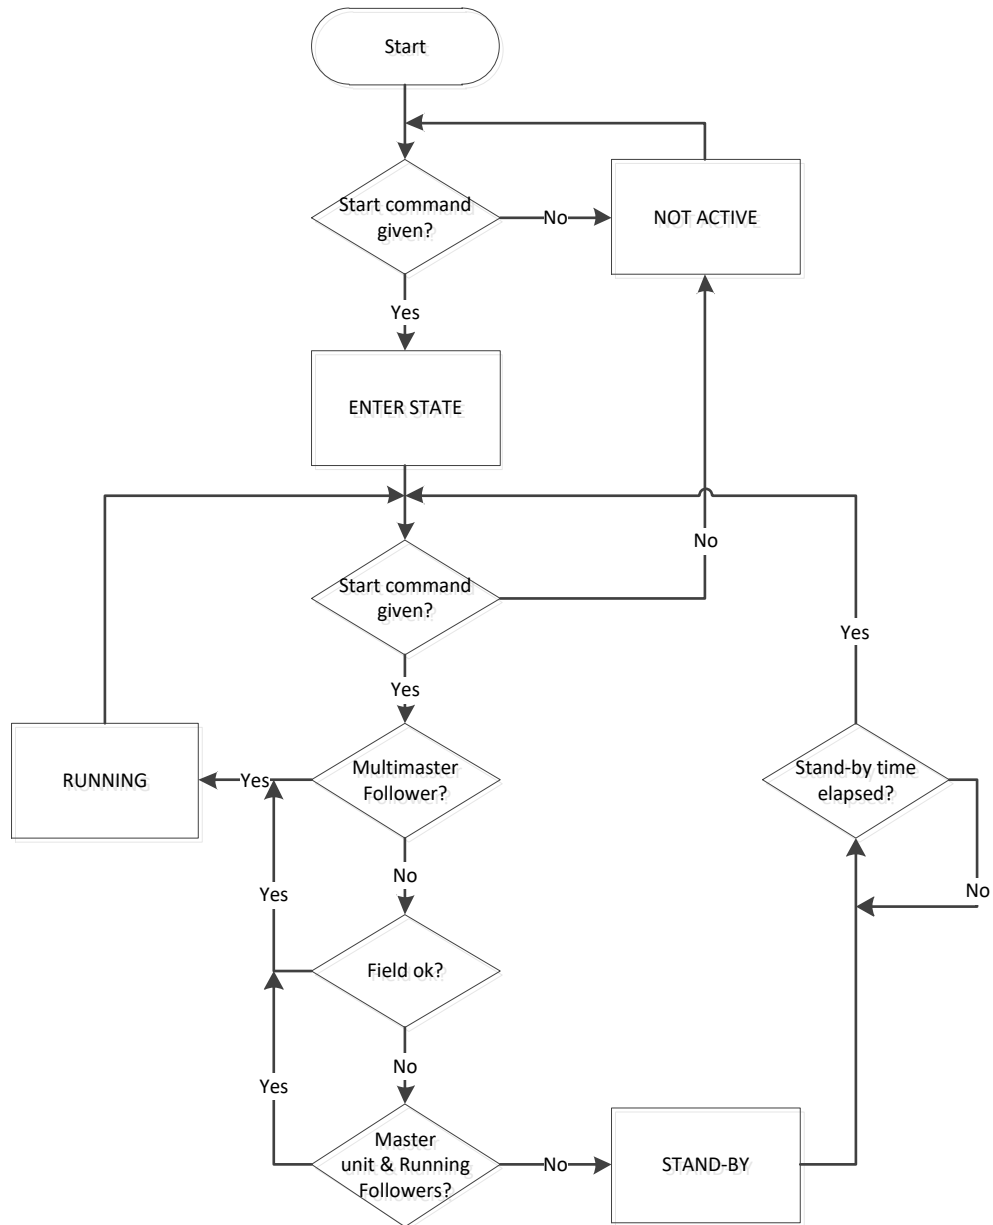 Start
Start command
given?
No
NOT ACTIVE
Yes
ENTER STATE
No
Start command
given?
Yes
Yes
RUNNING
Yes
Multimaster
Follower?
Stand-by time
elapsed?
No
No
Yes
Field ok?
No
Yes
Master
unit & Running
Followers?
No
STAND-BY